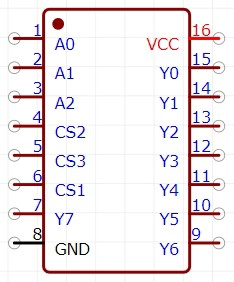 1 A0 VCC 16
2 A1 Y0 15
3 A2 Y1 14
4 CS2 Y2 13
5 CS3 Y3 12
6 CS1 Y4 11
7 Y7 Y5 10
8 GND Y6 9